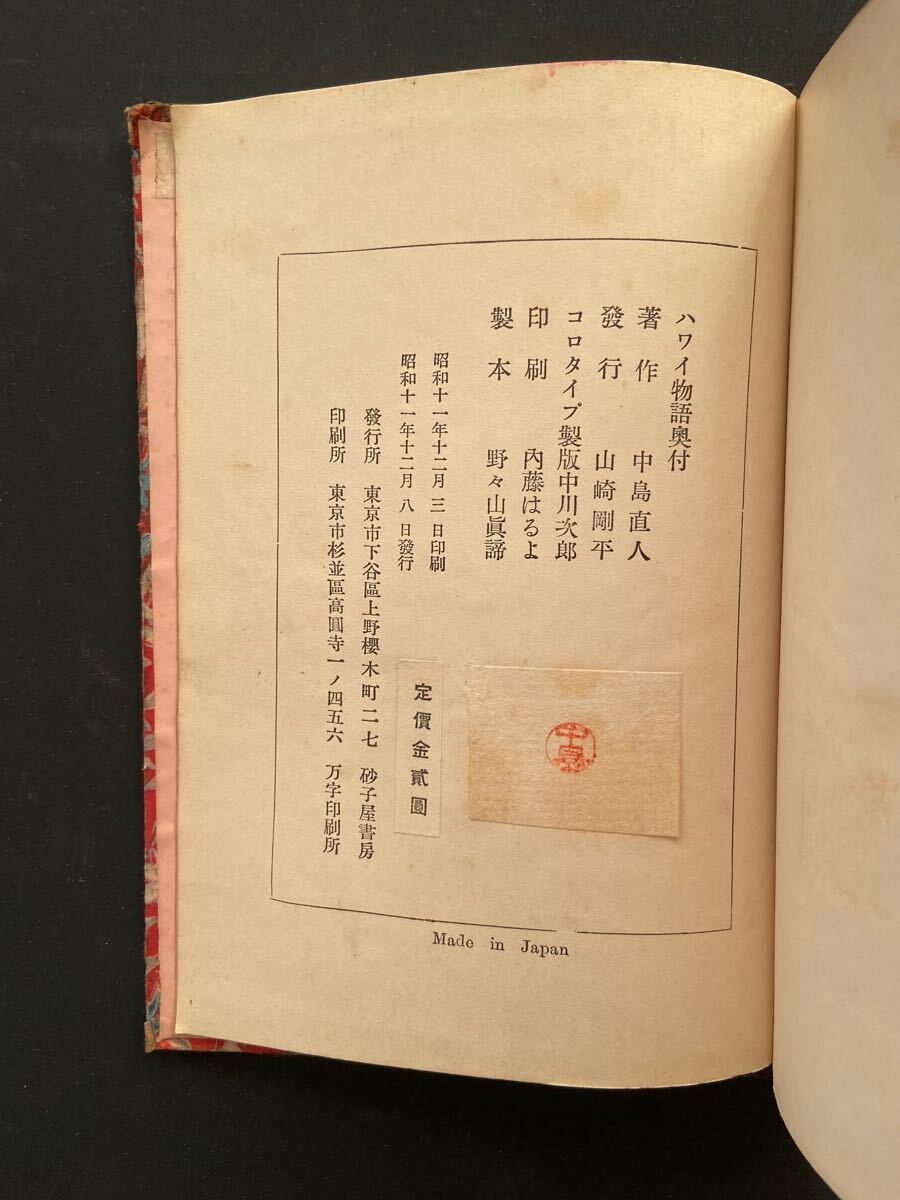 ハワイ物語奧付
著作 中島直人
發行 山崎剛平
コロタイプ製版 中川次郎
印刷 內藤はるよ
製本 野々山眞諦
昭和十一年十二月三日印刷
昭和十一年十二月八日發行
發行所 東京市下谷區上野櫻木町二七 砂子屋書房
印刷所 東京市杉並區高圓寺一ノ四五六 万字印刷所
定價金貳圓
中島
Made in Japan